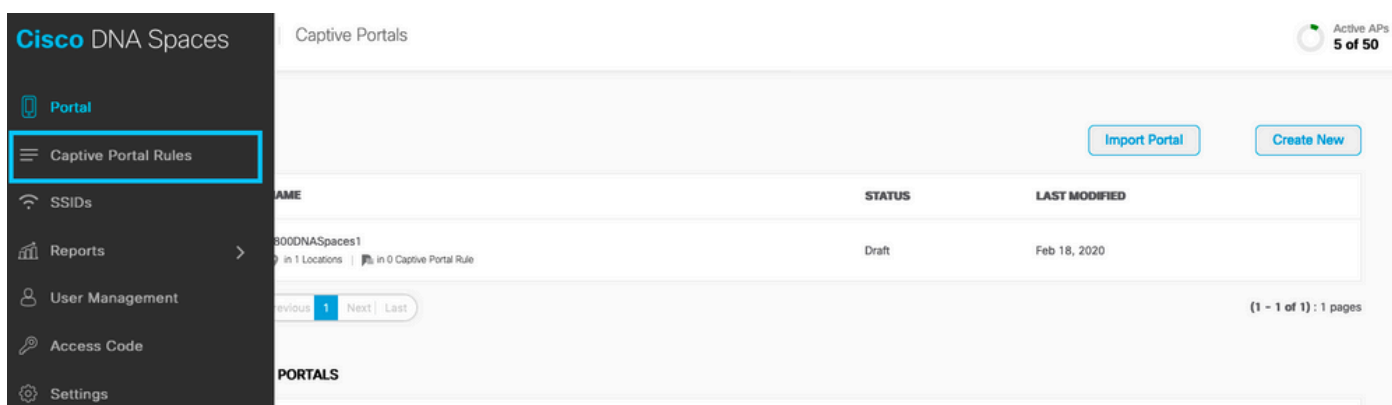 Cisco DNA Spaces
Captive Portals
Active APs
5 of 50
Portal
Captive Portal Rules
SSIDs
Reports
User Management
Access Code
Settings
Import Portal
Create New
AME
STATUS
LAST MODIFIED
800DNASpaces1
Draft
Feb 18, 2020
in 1 Locations | in 0 Captive Portal Rule
evious 1 Next Last
(1 - 1 of 1) : 1 pages
PORTALS